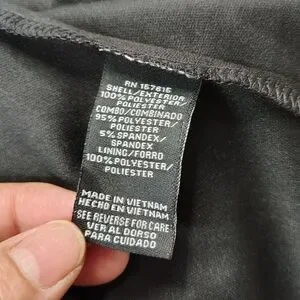 RN 157615
SHELL/EXTERIOR
100% POLYESTER/
POLIESTER
COMBO/COMBINADO
95% POLYESTER/
POLIESTER
5% SPANDEX/
SPANDEX
LINING/FORRO
100% POLYESTER/
POLIESTER
MADE IN VIETNAM
HECHO EN VIETNAM
SEE REVERSE FOR CARE
VER AL DORSO
PARA CUIDADO